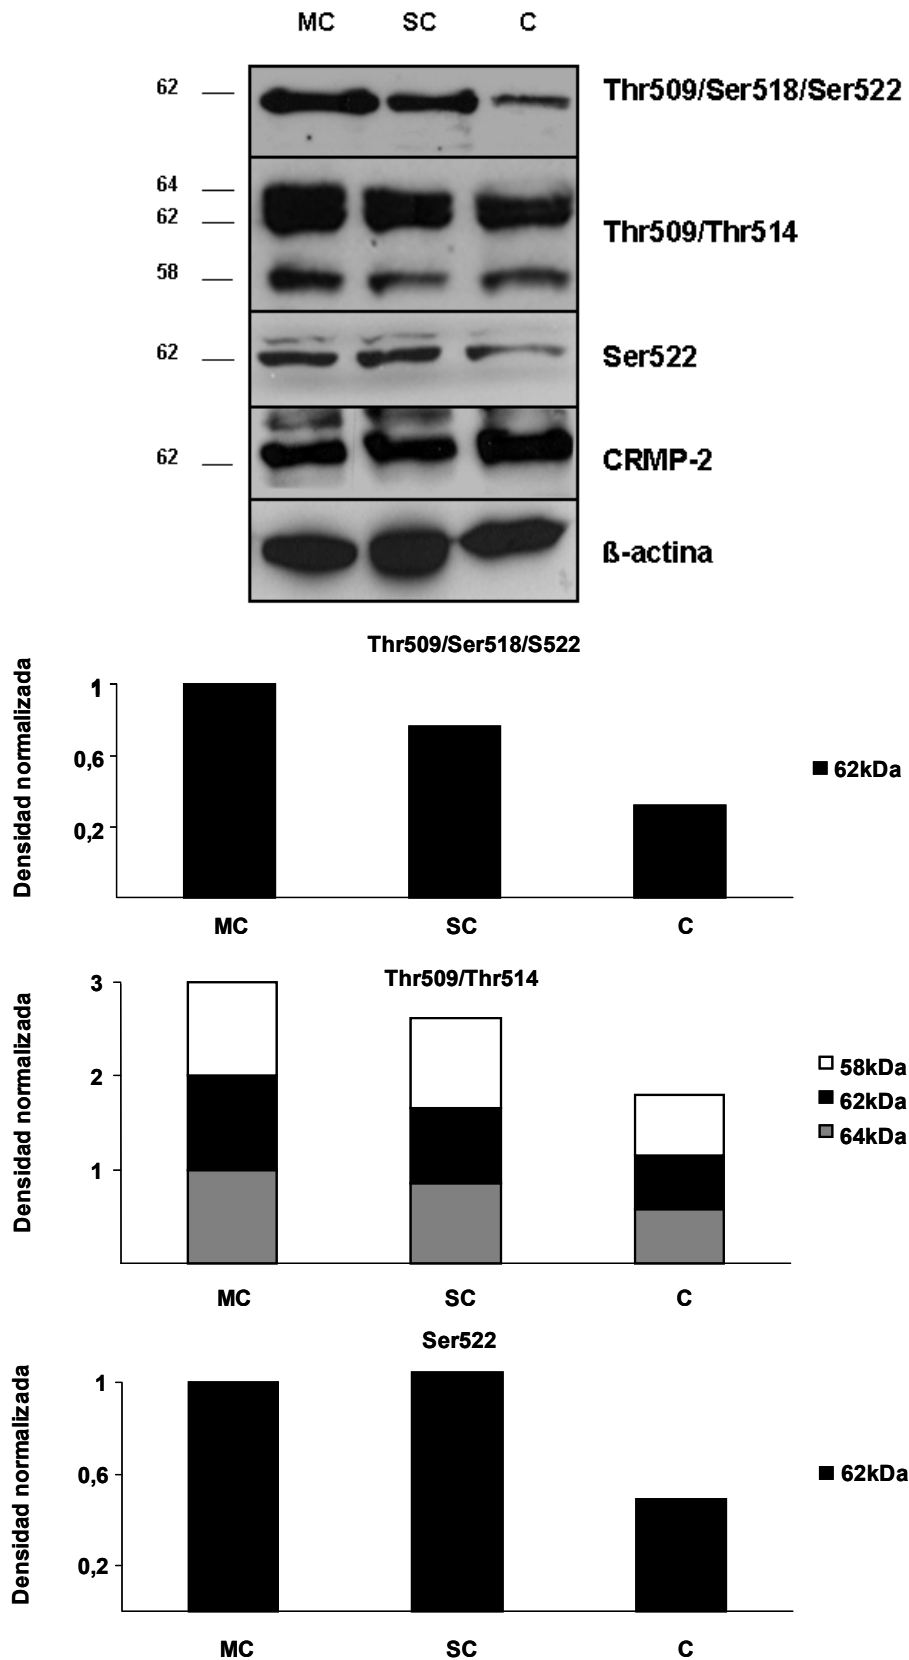 MC SC C
62 Thr509/Ser518/Ser522
64
62 Thr509/Thr514
58
62 Ser522
62 CRMP-2
ß-actina
Thr509/Ser518/S522
Densidad normalizada
1
0,6
0,2
62kDa
MC SC C
Thr509/Thr514
Densidad normalizada
3
2
1
58kDa
62kDa
64kDa
MC SC C
Ser522
Densidad normalizada
1
0,6
0,2
62kDa
MC SC C